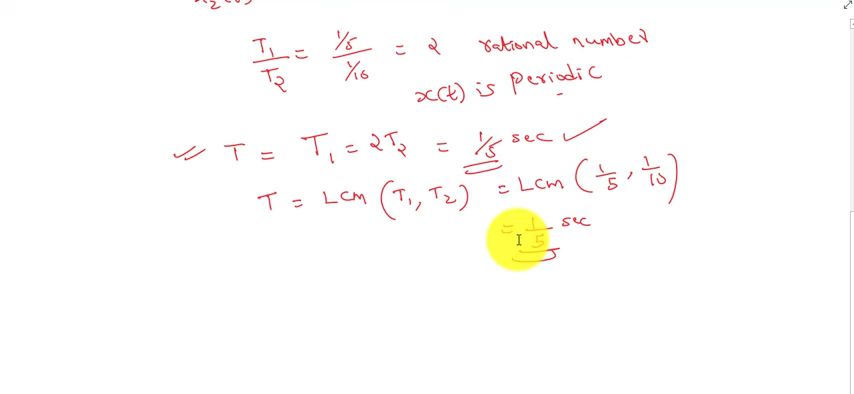 T₁/T₂ = (1/5)/(1/10) = 2 rational number
x(t) is periodic
T = T₁ = 2T₂ = 1/5 sec
T = LCM (T₁, T₂) = LCM (1/5, 1/10)
= 1/5 sec